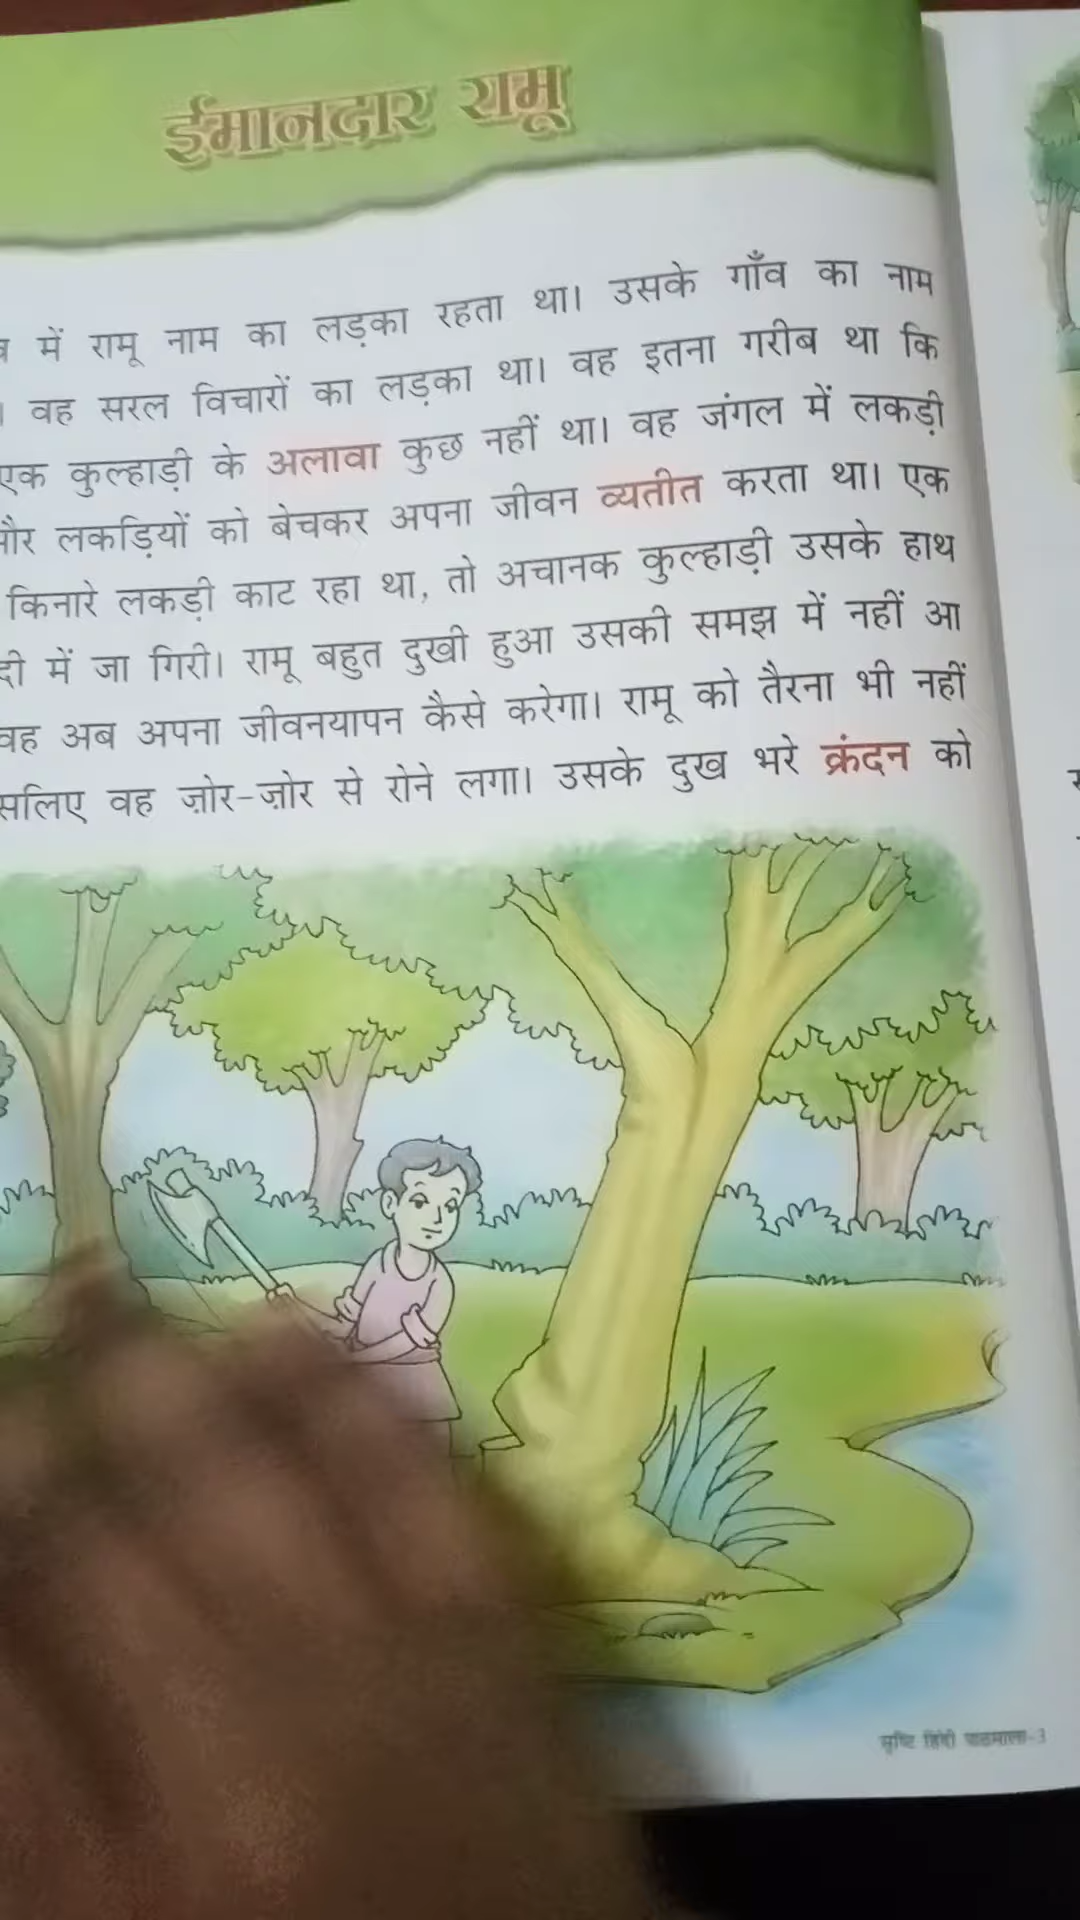 ईमानदार रामू
में रामू नाम का लड़का रहता था। उसके गाँव का नाम
। वह सरल विचारों का लड़का था। वह इतना गरीब था कि
एक कुल्हाड़ी के अलावा कुछ नहीं था। वह जंगल में लकड़ी
लकड़ियों को बेचकर अपना जीवन व्यतीत करता था। एक
किनारे लकड़ी काट रहा था, तो अचानक कुल्हाड़ी उसके हाथ
में जा गिरी। रामू बहुत दुखी हुआ उसकी समझ में नहीं आ
वह अब अपना जीवनयापन कैसे करेगा। रामू को तैरना भी नहीं
वह ज़ोर-ज़ोर से रोने लगा। उसके दुख भरे क्रंदन को
सृष्टि हिंदी पाठमाला-3